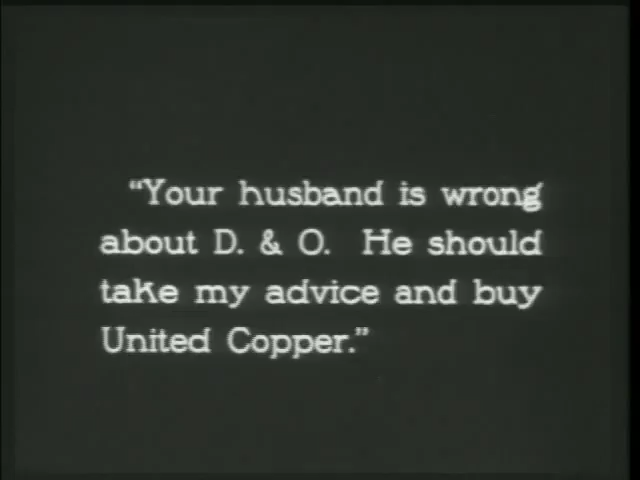 “Your husband is wrong
about D. & O. He should
take my advice and buy
United Copper.”